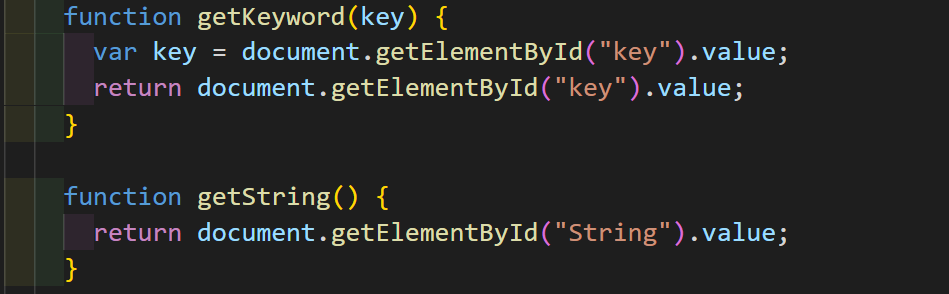 function getKeyword(key) {
var key = document.getElementById("key").value;
return document.getElementById("key").value;
}
function getString() {
return document.getElementById("String").value;
}